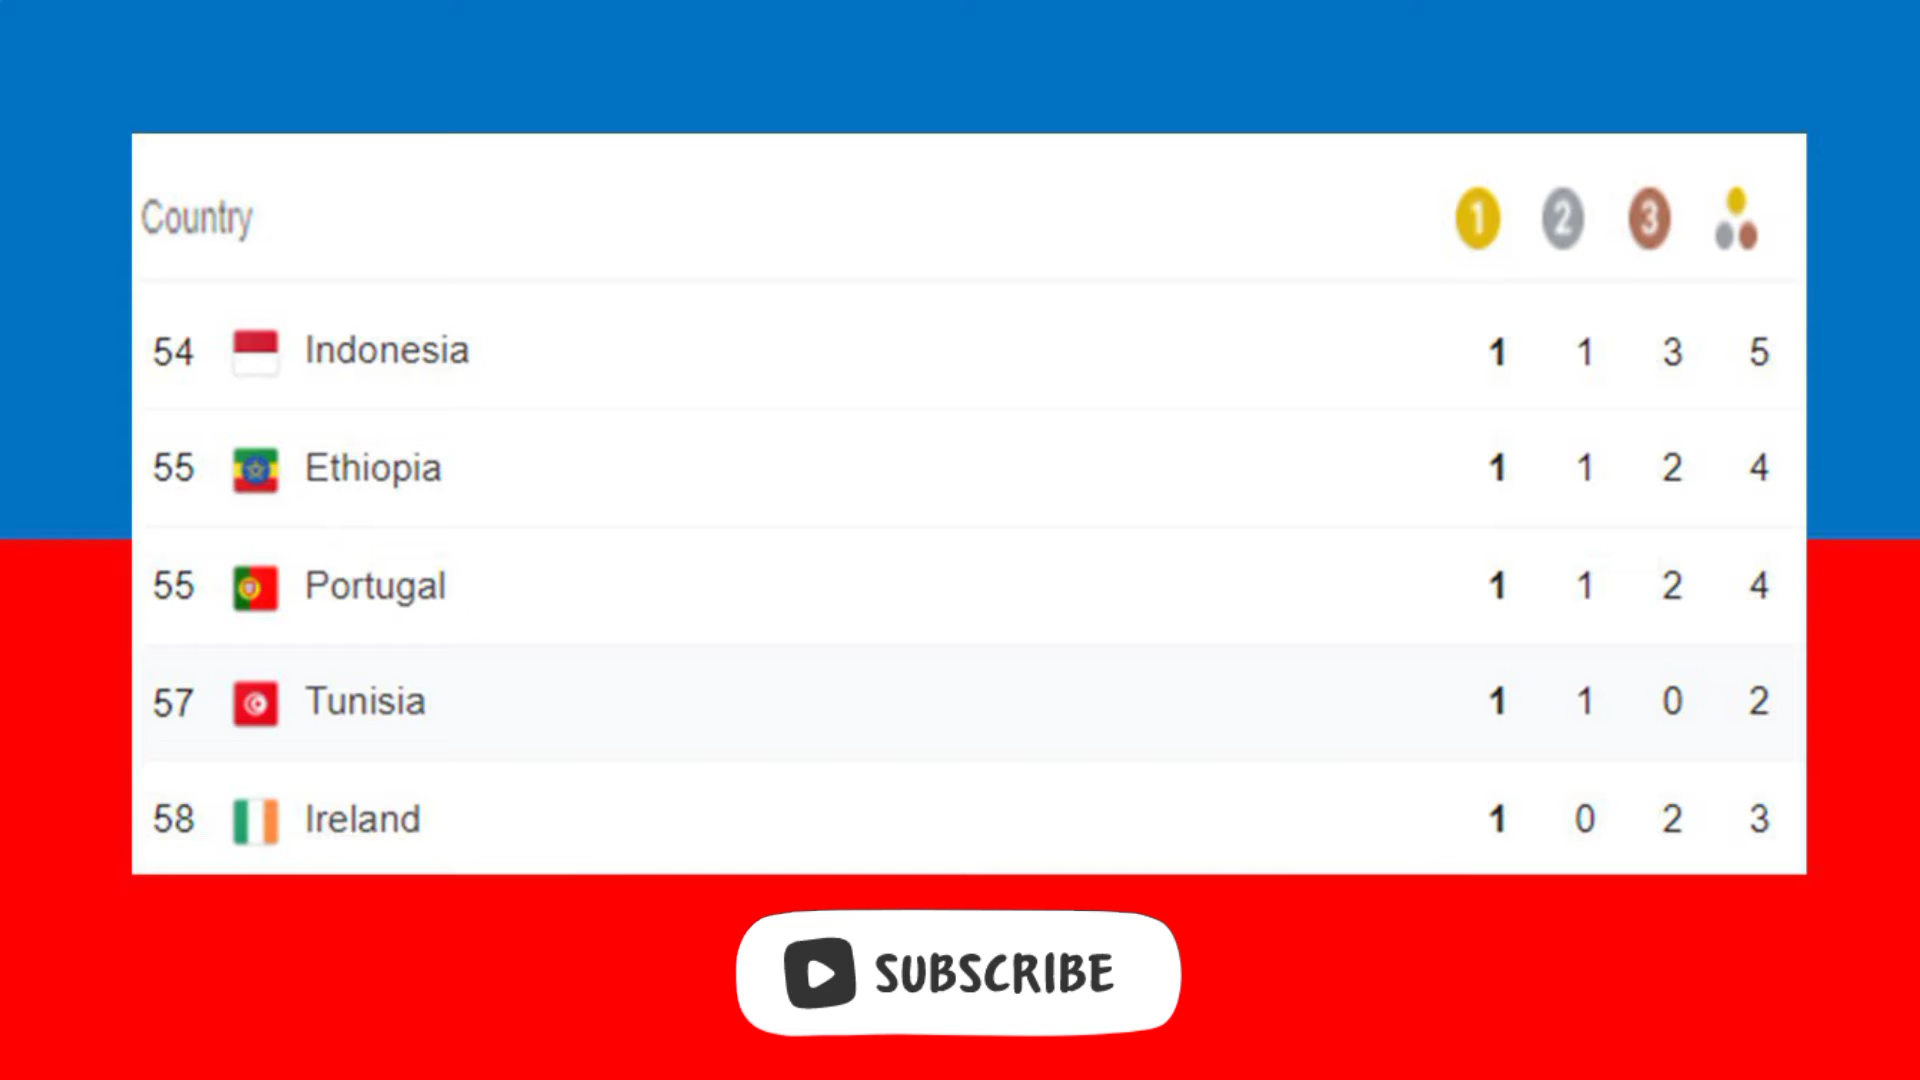 Country 1 2 3
54 Indonesia 1 1 3 5
55 Ethiopia 1 1 2 4
55 Portugal 1 1 2 4
57 Tunisia 1 1 0 2
58 Ireland 1 0 2 3
SUBSCRIBE